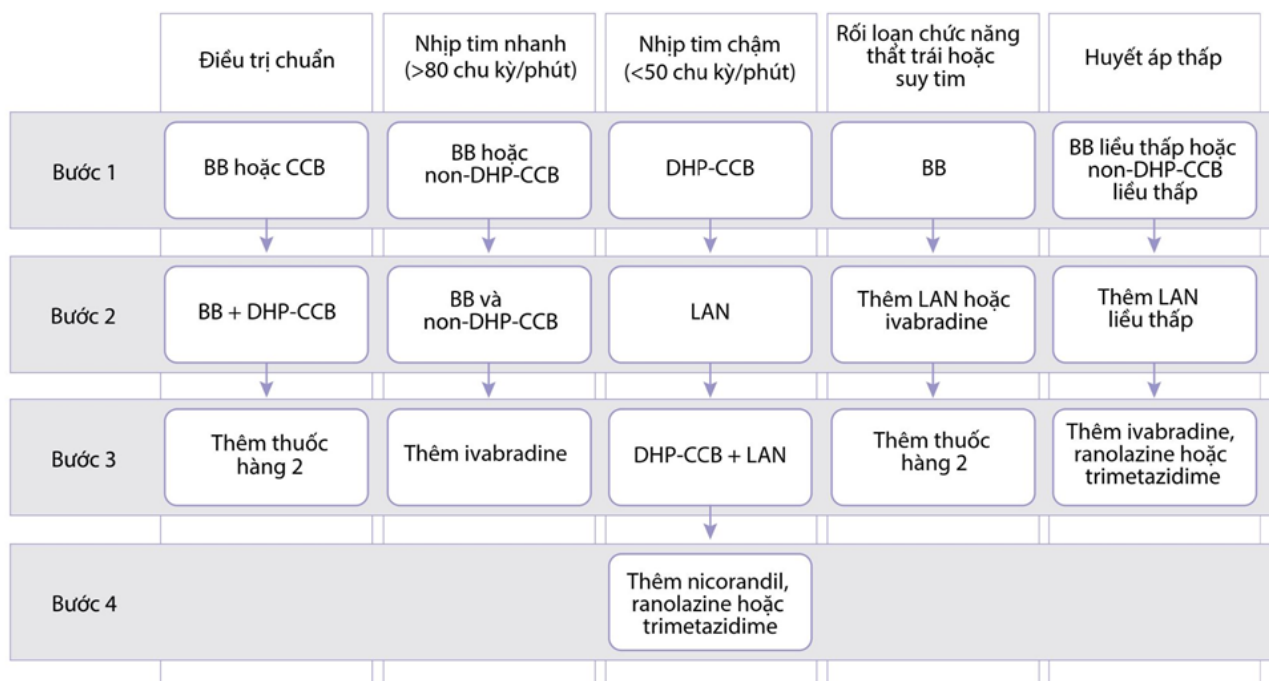 Điều trị chuẩn
Nhịp tim nhanh
(>80 chu kỳ/phút)
Nhịp tim chậm
(<50 chu kỳ/phút)
Rối loạn chức năng
thất trái hoặc
suy tim
Huyết áp thấp
Bước 1
BB hoặc CCB
BB hoặc
non-DHP-CCB
DHP-CCB
BB
BB liều thấp hoặc
non-DHP-CCB
liều thấp
Bước 2
BB + DHP-CCB
BB và
non-DHP-CCB
LAN
Thêm LAN hoặc
ivabradine
Thêm LAN
liều thấp
Bước 3
Thêm thuốc
hàng 2
Thêm ivabradine
DHP-CCB + LAN
Thêm thuốc
hàng 2
Thêm ivabradine,
ranolazine hoặc
trimetazidime
Bước 4
Thêm nicorandil,
ranolazine hoặc
trimetazidime